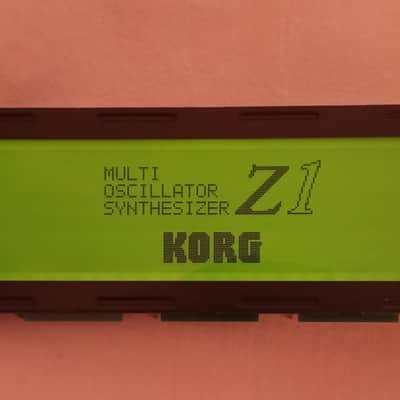 MULTI
OSCILLATOR
SYNTHESIZER Z1
KORG